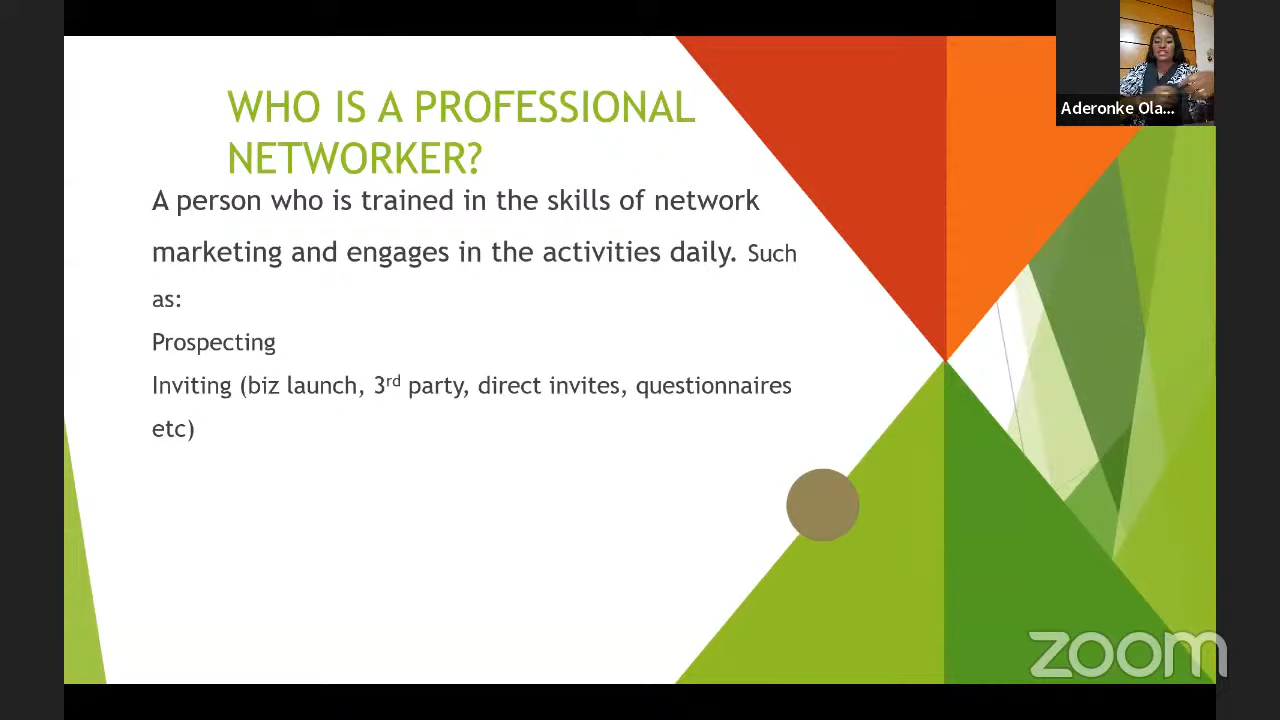 WHO IS A PROFESSIONAL
NETWORKER?
A person who is trained in the skills of network
marketing and engages in the activities daily. Such
as:
Prospecting
Inviting (biz launch, 3rd party, direct invites, questionnaires
etc)
Aderonke Ola...
zoom